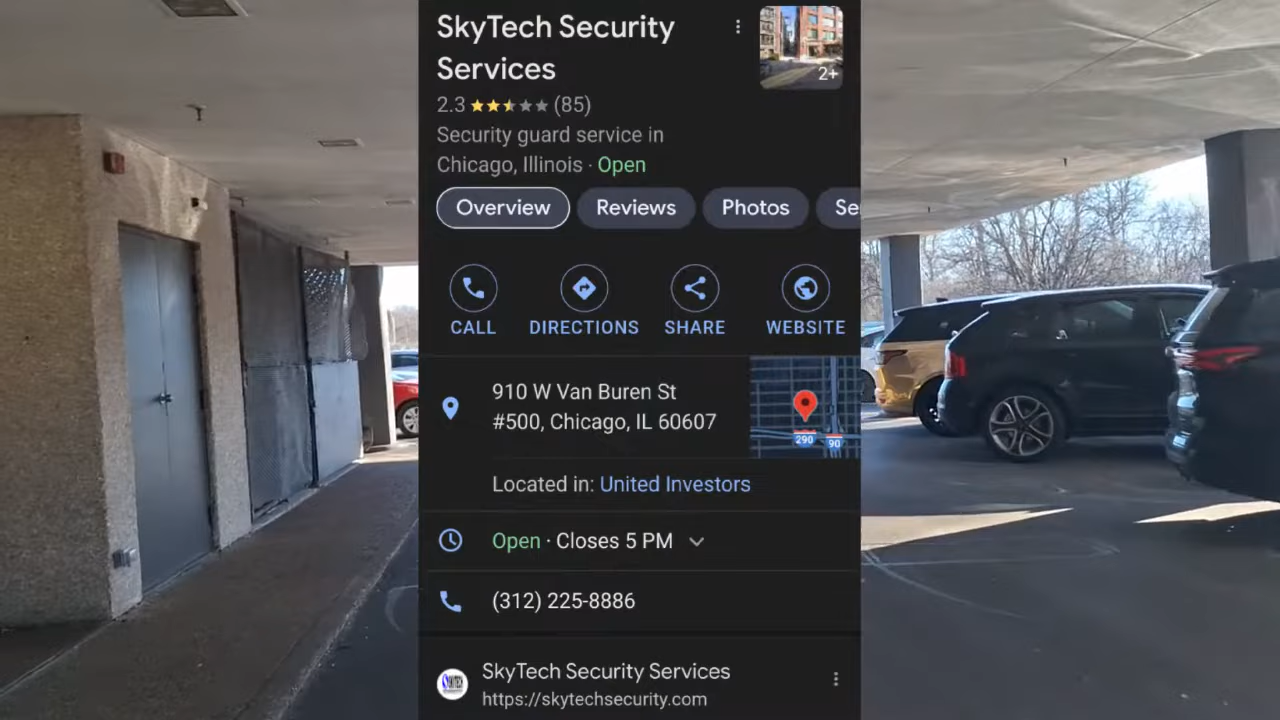 SkyTech Security
Services
2+
2.3 (85)
Security guard service in
Chicago, Illinois · Open
Overview
Reviews
Photos
Se
CALL
DIRECTIONS
SHARE
WEBSITE
910 W Van Buren St
#500, Chicago, IL 60607
290
90
Located in: United Investors
Open · Closes 5 PM
(312) 225-8886
SkyTech Security Services
https://skytechsecurity.com